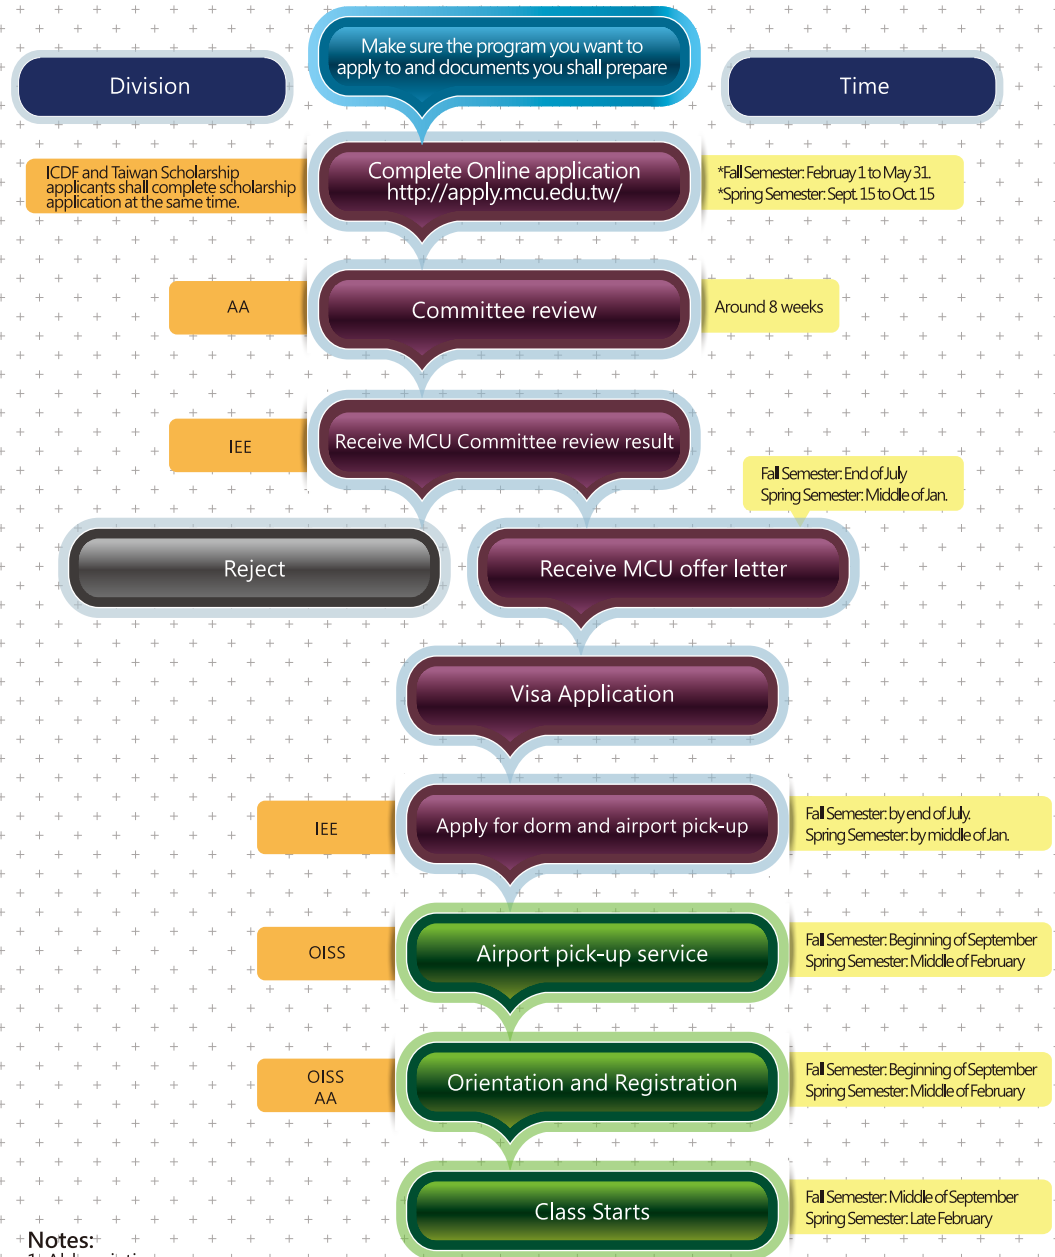 Make sure the program you want to
apply to and documents you shall prepare
Division
Time
ICDF and Taiwan Scholarship
applicants shall complete scholarship
application at the same time.
Complete Online application
http://apply.mcu.edu.tw/
*Fall Semester: Februay 1 to May 31.
*Spring Semester: Sept. 15 to Oct. 15
AA
Committee review
Around 8 weeks
IEE
Receive MCU Committee review result
Fall Semester: End of July
Spring Semester: Middle of Jan.
Reject
Receive MCU offer letter
Visa Application
IEE
Apply for dorm and airport pick-up
Fall Semester: by end of July.
Spring Semester: by middle of Jan.
OISS
Airport pick-up service
Fall Semester: Beginning of September
Spring Semester: Middle of February
OISS
AA
Orientation and Registration
Fall Semester: Beginning of September
Spring Semester: Middle of February
Class Starts
Fall Semester: Middle of September
Spring Semester: Late February
Notes: